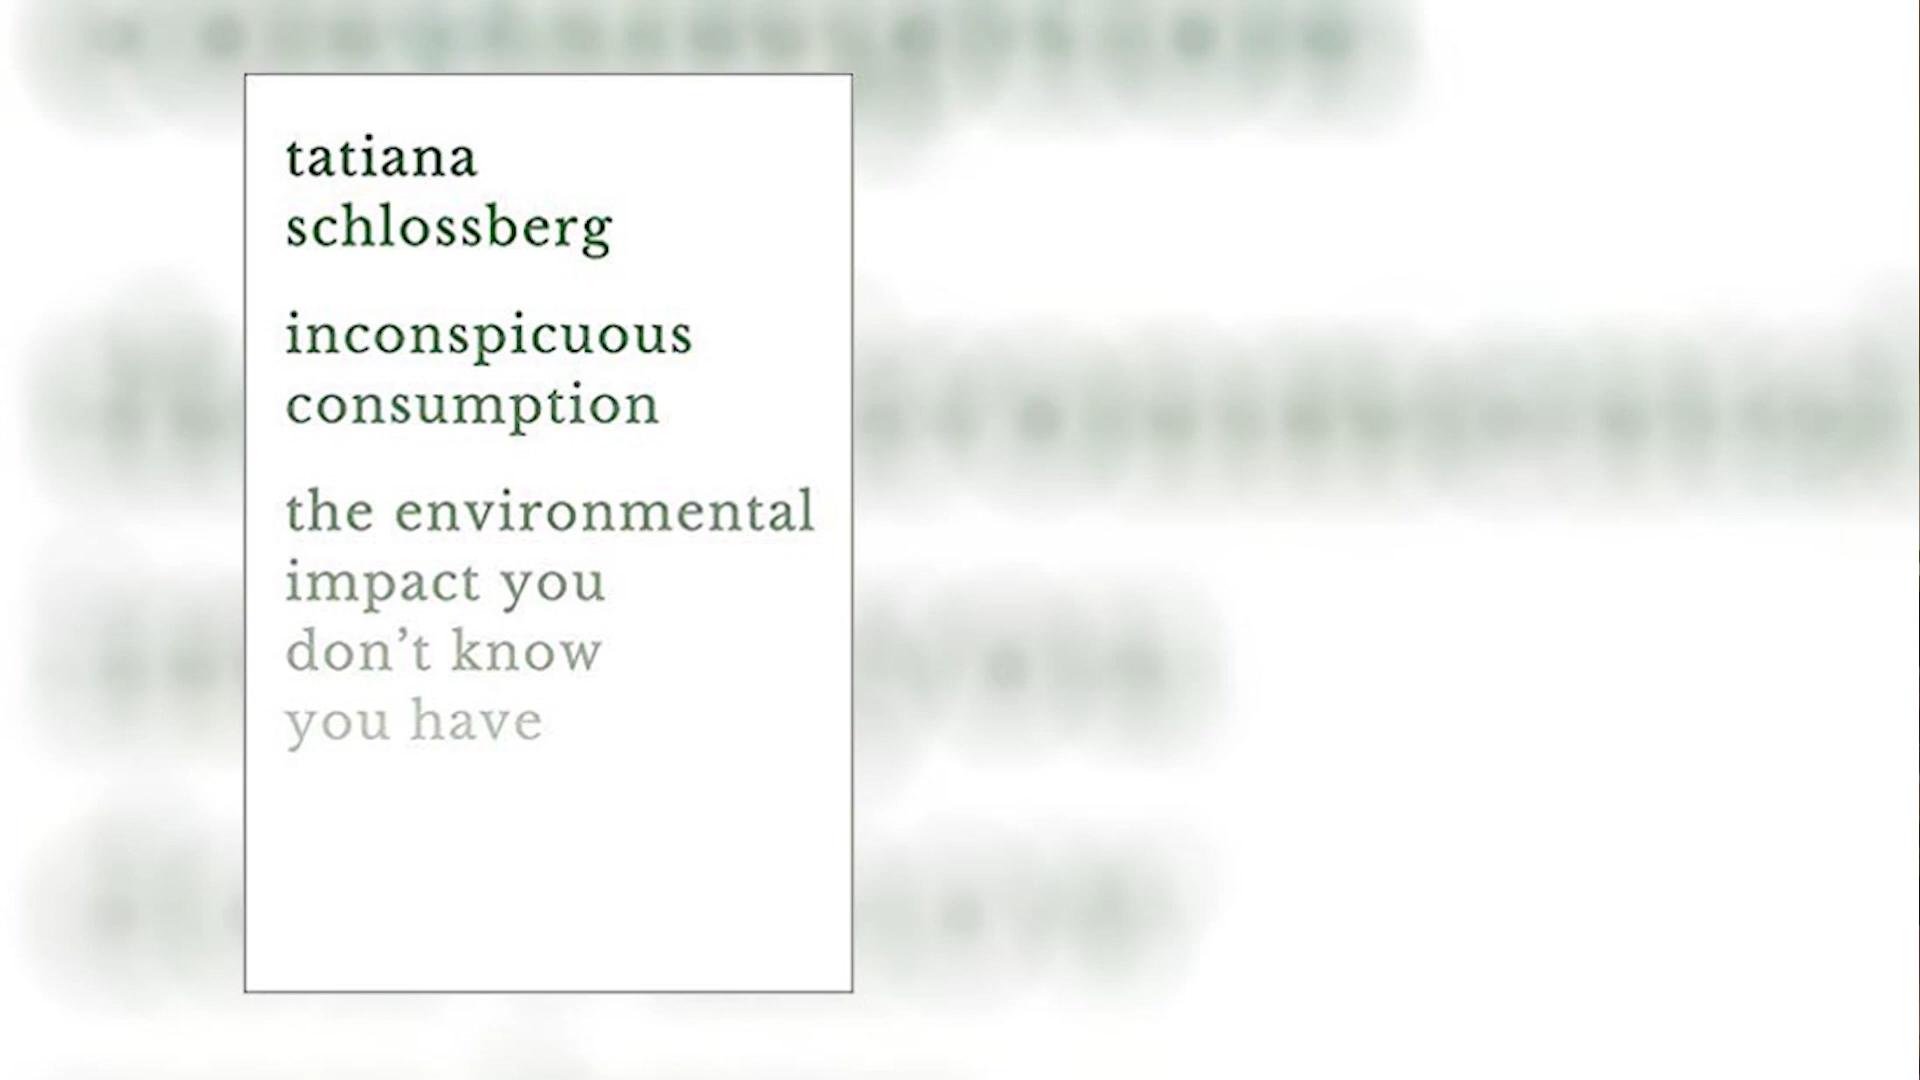 tatiana
schlossberg
inconspicuous
consumption
the environmental
impact you
don’t know
you have